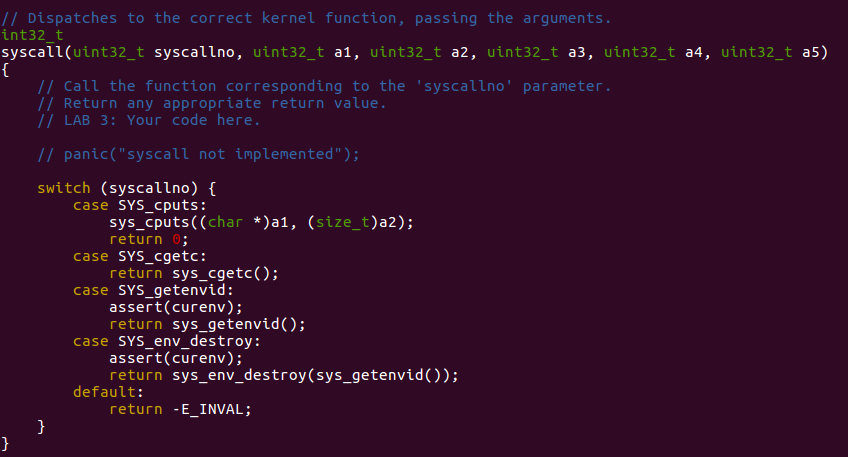 // Dispatches to the correct kernel function, passing the arguments.
int32_t
syscall(uint32_t syscallno, uint32_t a1, uint32_t a2, uint32_t a3, uint32_t a4, uint32_t a5)
{
    // Call the function corresponding to the 'syscallno' parameter.
    // Return any appropriate return value.
    // LAB 3: Your code here.

    // panic("syscall not implemented");

    switch (syscallno) {
        case SYS_cputs:
            sys_cputs((char *)a1, (size_t)a2);
            return 0;
        case SYS_cgetc:
            return sys_cgetc();
        case SYS_getenvid:
            assert(curenv);
            return sys_getenvid();
        case SYS_env_destroy:
            assert(curenv);
            return sys_env_destroy(sys_getenvid());
        default:
            return -E_INVAL;
    }
}